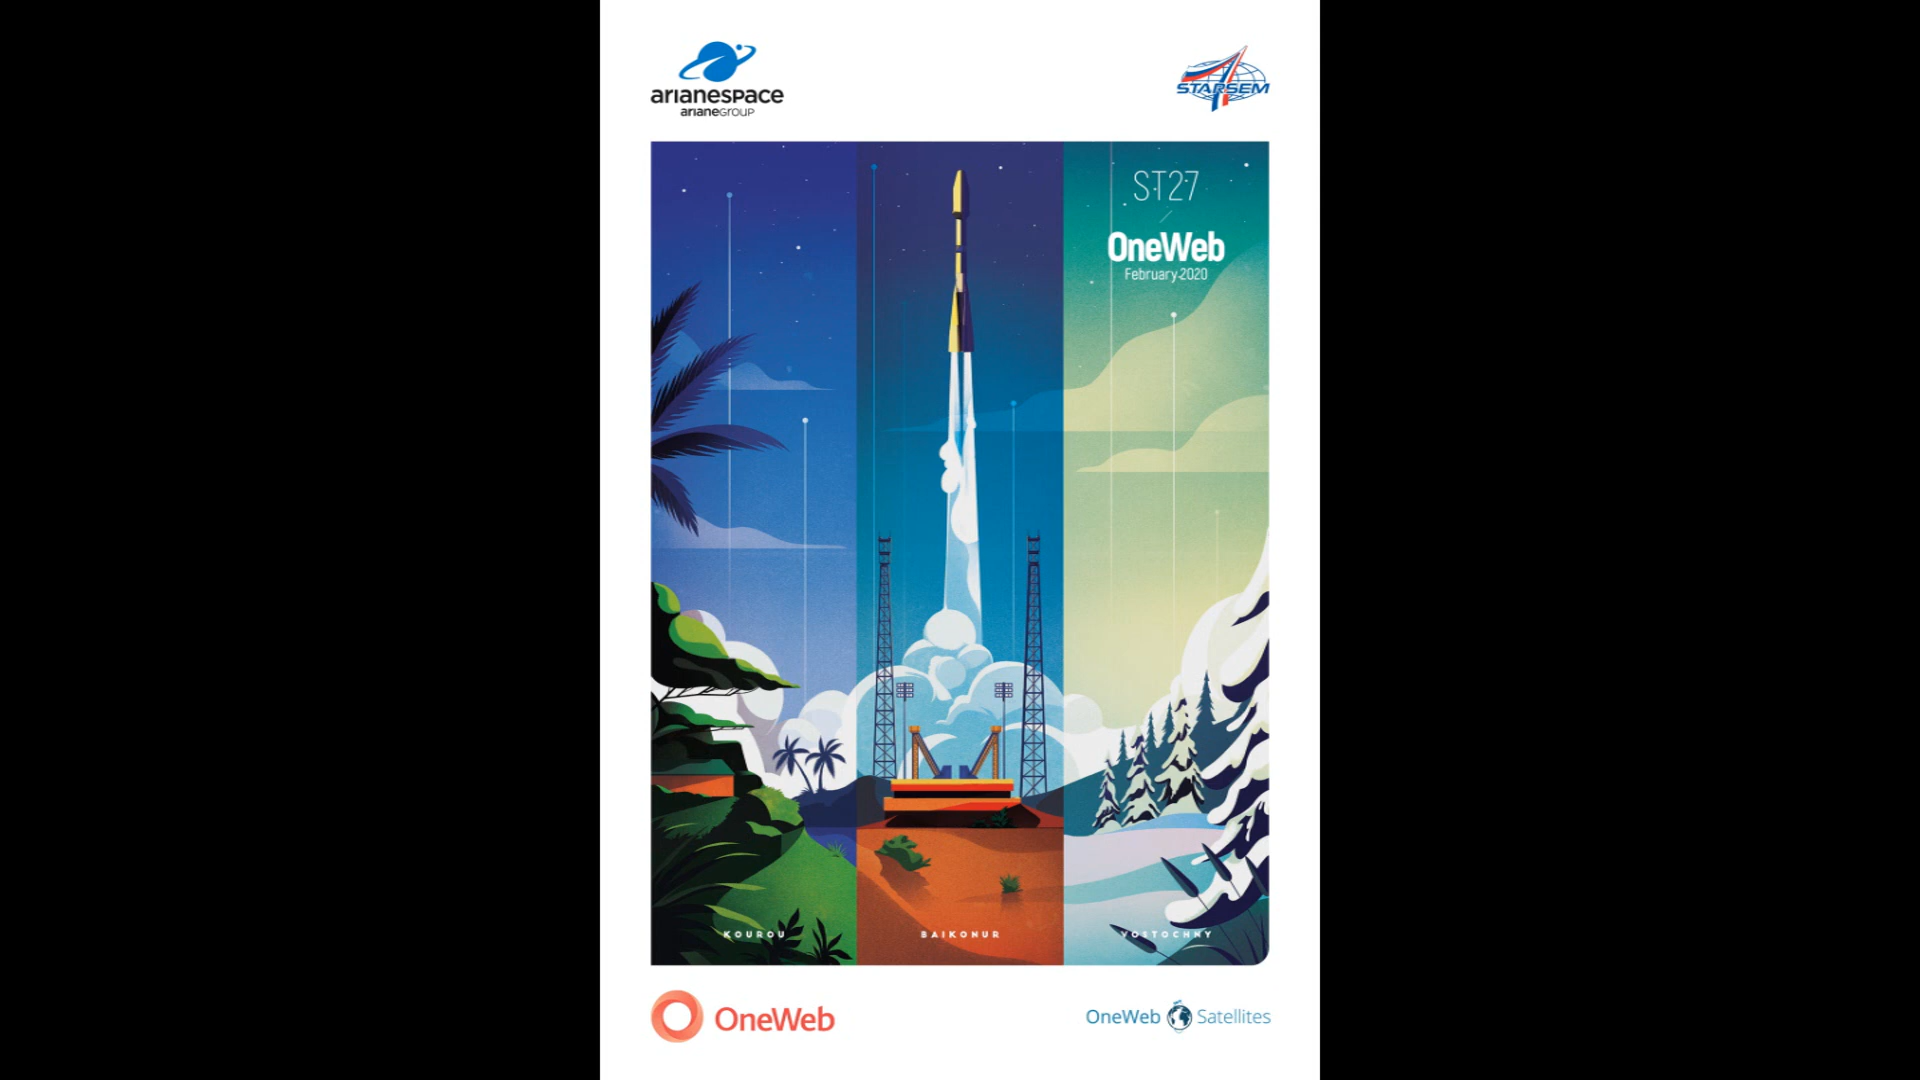 arianespace
arianeGROUP
STARSEM
ST27
OneWeb
February 2020
KOUROU
BAIKONUR
VOSTOCHNY
OneWeb
OneWeb Satellites